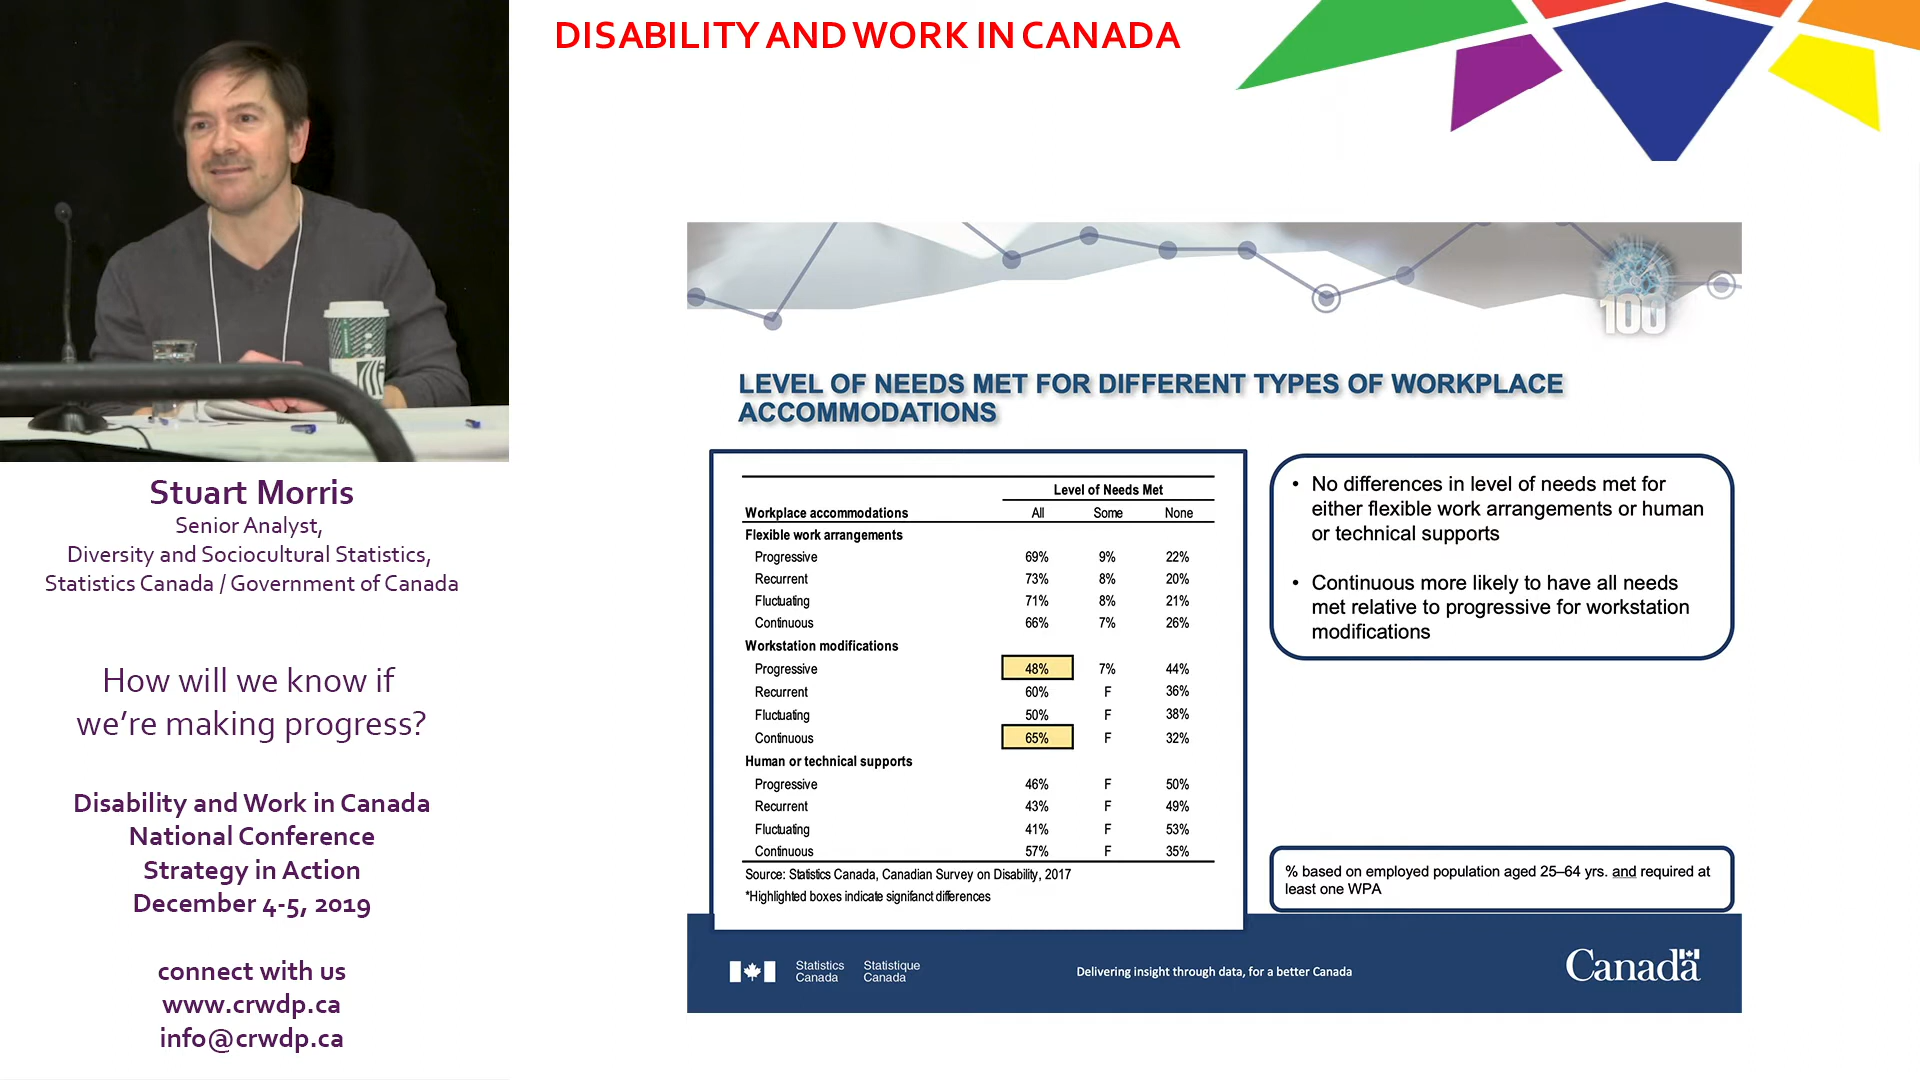 DISABILITY AND WORK IN CANADA
Stuart Morris
Senior Analyst,
Diversity and Sociocultural Statistics,
Statistics Canada / Government of Canada
How will we know if
we're making progress?
Disability and Work in Canada
National Conference
Strategy in Action
December 4-5, 2019
connect with us
www.crwdp.ca
info@crwdp.ca
100
LEVEL OF NEEDS MET FOR DIFFERENT TYPES OF WORKPLACE
ACCOMMODATIONS
Level of Needs Met
Workplace accommodations All Some None
Flexible work arrangements
Progressive 69% 9% 22%
Recurrent 73% 8% 20%
Fluctuating 71% 8% 21%
Continuous 66% 7% 26%
Workstation modifications
Progressive 48% 7% 44%
Recurrent 60% F 36%
Fluctuating 50% F 38%
Continuous 65% F 32%
Human or technical supports
Progressive 46% F 50%
Recurrent 43% F 49%
Fluctuating 41% F 53%
Continuous 57% F 35%
Source: Statistics Canada, Canadian Survey on Disability, 2017
*Highlighted boxes indicate signifanct differences
• No differences in level of needs met for
either flexible work arrangements or human
or technical supports
• Continuous more likely to have all needs
met relative to progressive for workstation
modifications
% based on employed population aged 25–64 yrs. and required at
least one WPA
Statistics Statistique
Canada Canada
Delivering insight through data, for a better Canada
Canada